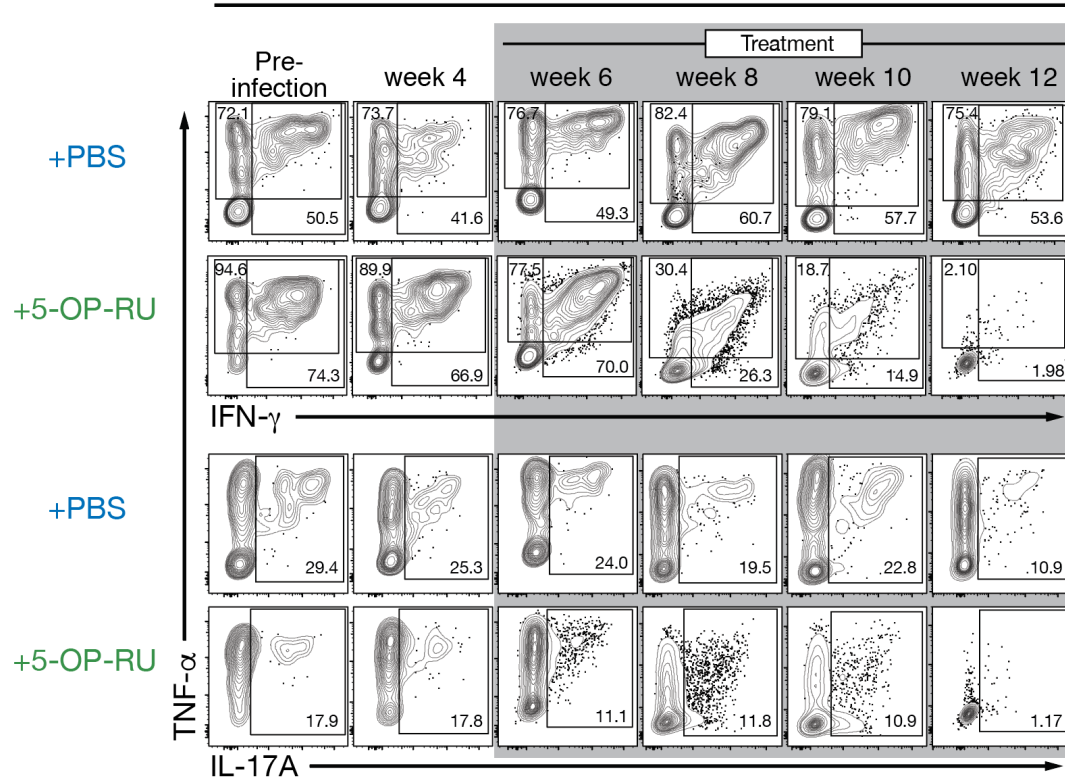 Treatment
Pre-
infection
week 4
week 6
week 8
week 10
week 12
+PBS
72.1
50.5
73.7
41.6
76.7
49.3
82.4
60.7
79.1
57.7
75.4
53.6
+5-OP-RU
94.6
74.3
89.9
66.9
77.5
70.0
30.4
26.3
18.7
14.9
2.10
1.98
IFN-γ
+PBS
29.4
25.3
24.0
19.5
22.8
10.9
+5-OP-RU
17.9
17.8
11.1
11.8
10.9
1.17
TNF-α
IL-17A